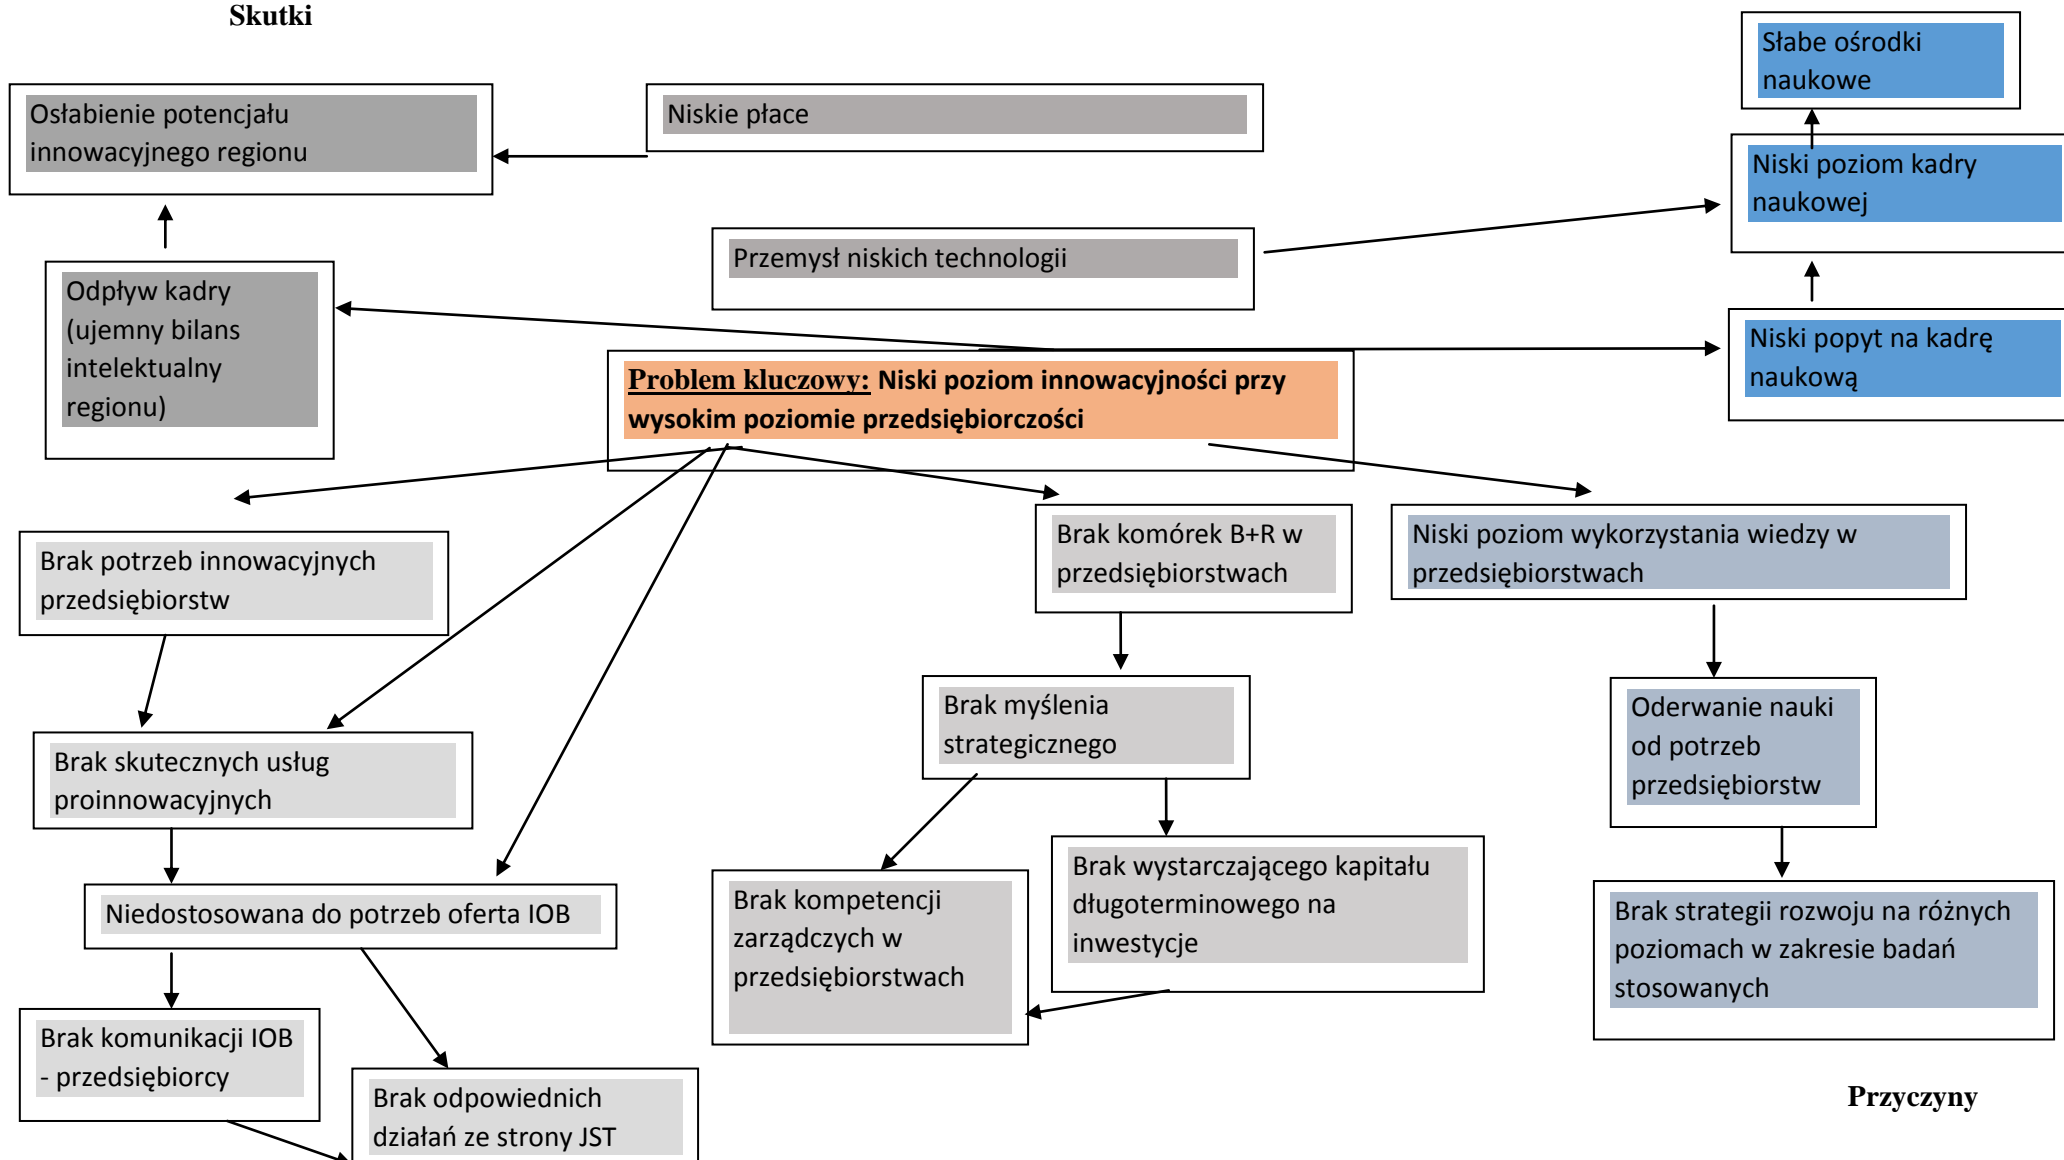 Skutki
Słabe ośrodki
naukowe
Osłabienie potencjału
innowacyjnego regionu
Niskie płace
Niski poziom kadry
naukowej
Przemysł niskich technologii
Odpływ kadry
(ujemny bilans
intelektualny
regionu)
Niski popyt na kadrę
naukową
Problem kluczowy: Niski poziom innowacyjności przy
wysokim poziomie przedsiębiorczości
Brak potrzeb innowacyjnych
przedsiębiorstw
Brak komórek B+R w
przedsiębiorstwach
Niski poziom wykorzystania wiedzy w
przedsiębiorstwach
Brak skutecznych usług
proinnowacyjnych
Brak myślenia
strategicznego
Oderwanie nauki
od potrzeb
przedsiębiorstw
Niedostosowana do potrzeb oferta IOB
Brak kompetencji
zarządczych w
przedsiębiorstwach
Brak wystarczającego kapitału
długoterminowego na
inwestycje
Brak strategii rozwoju na różnych
poziomach w zakresie badań
stosowanych
Brak komunikacji IOB
- przedsiębiorcy
Brak odpowiednich
działań ze strony JST
Przyczyny